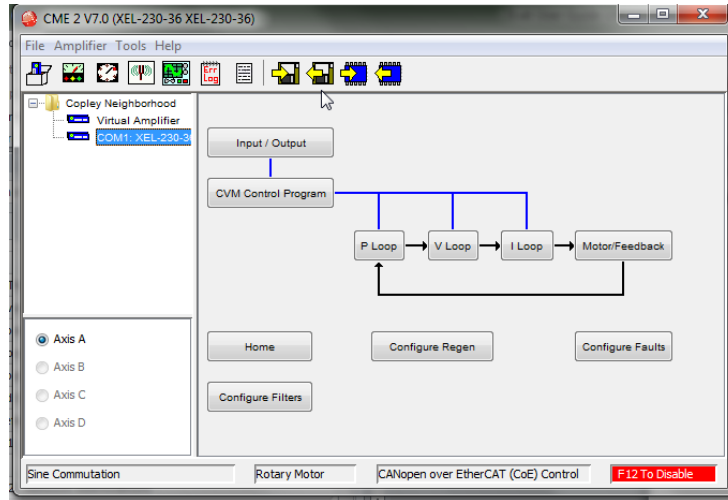 CME 2 V7.0 (XEL-230-36 XEL-230-36)
File Amplifier Tools Help
Err
Log
Copley Neighborhood
Virtual Amplifier
COM1: XEL-230-36
Input / Output
CVM Control Program
P Loop
V Loop
I Loop
Motor/Feedback
Home
Configure Regen
Configure Faults
Configure Filters
Axis A
Axis B
Axis C
Axis D
Sine Commutation
Rotary Motor
CANopen over EtherCAT (CoE) Control
F12 To Disable